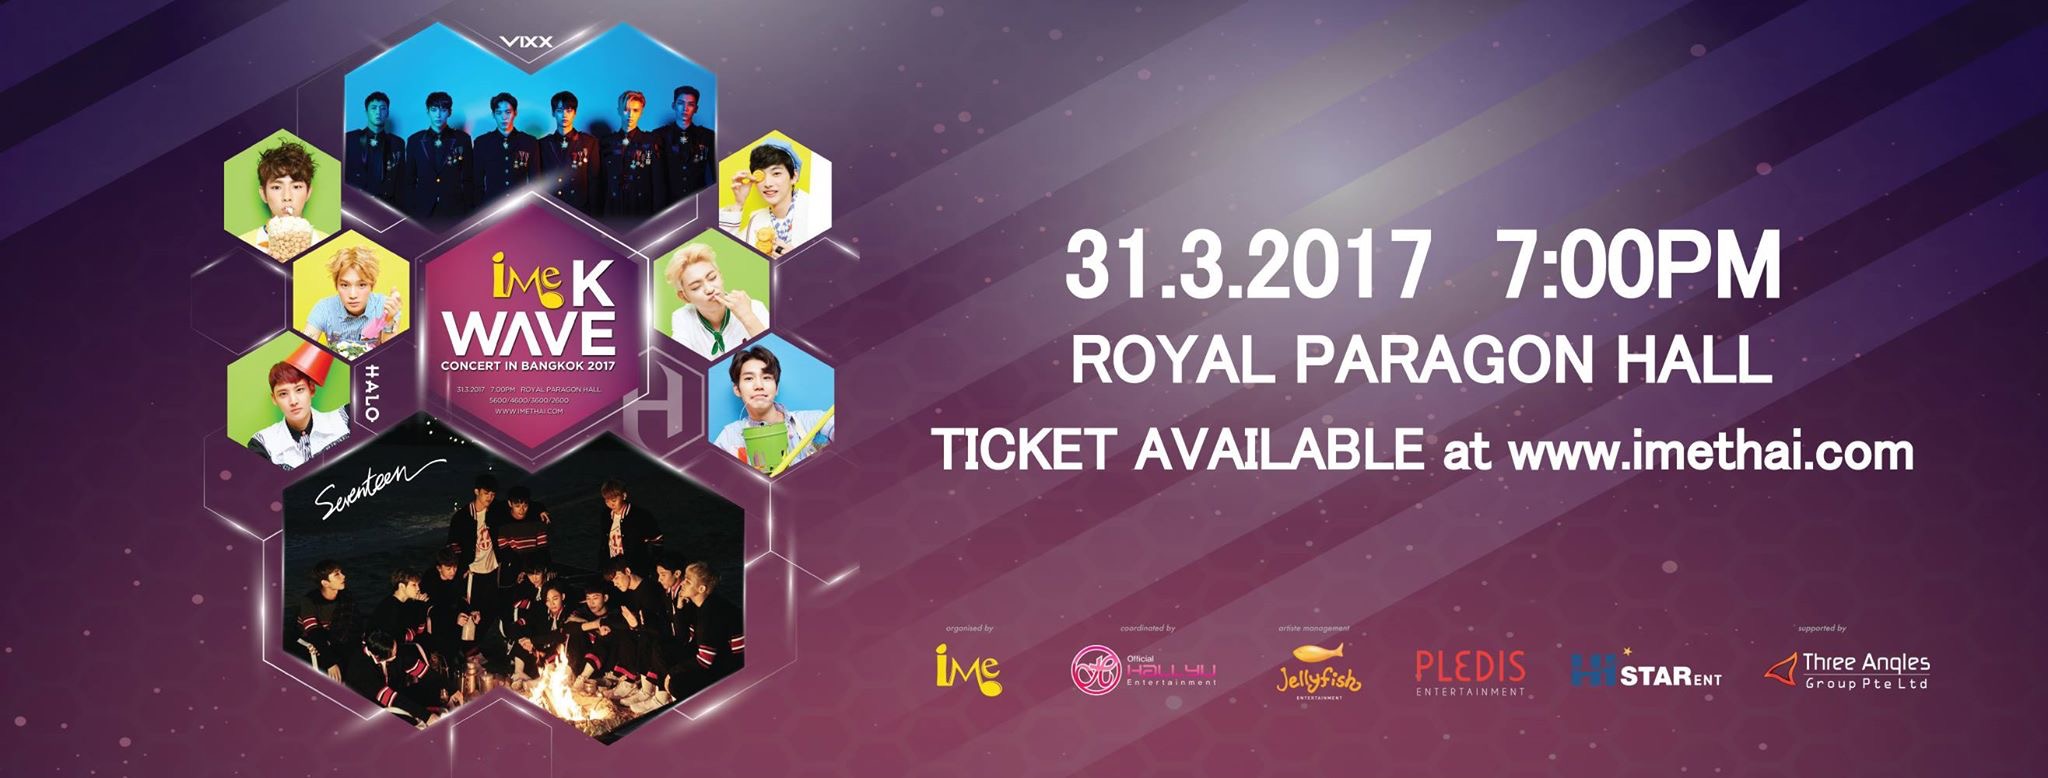 VIXX
iMe K
WAVE
CONCERT IN BANGKOK 2017
31.3.2017 7:00PM ROYAL PARAGON HALL
5600/4600/3600/2600
WWW.IMETHAI.COM
HALO
H
Seventeen
31.3.2017 7:00PM
ROYAL PARAGON HALL
TICKET AVAILABLE at www.imethai.com
organised by
iMe
coordinated by
Official
HALLYU
Entertainment
artiste management
Jellyfish
ENTERTAINMENT
PLEDIS
ENTERTAINMENT
HI STAR ENT
supported by
Three Angles
Group Pte Ltd